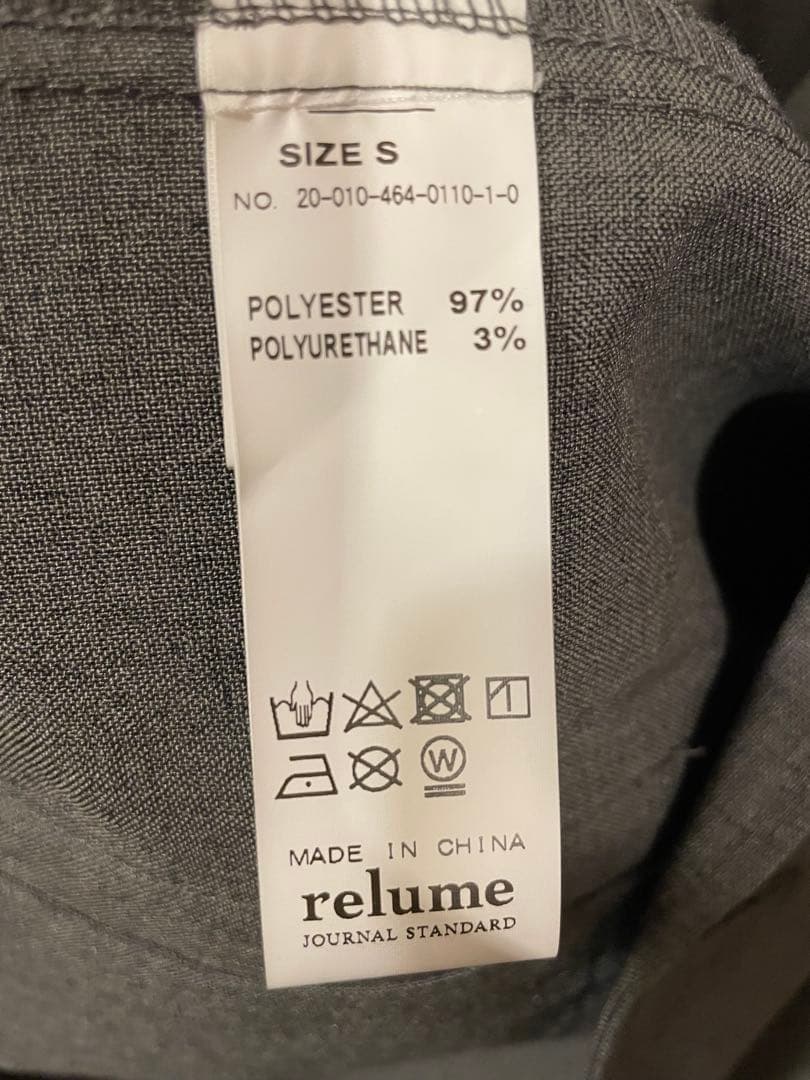 SIZE S
NO. 20-010-464-0110-1-0
POLYESTER 97%
POLYURETHANE 3%
W
MADE IN CHINA
relume
JOURNAL STANDARD